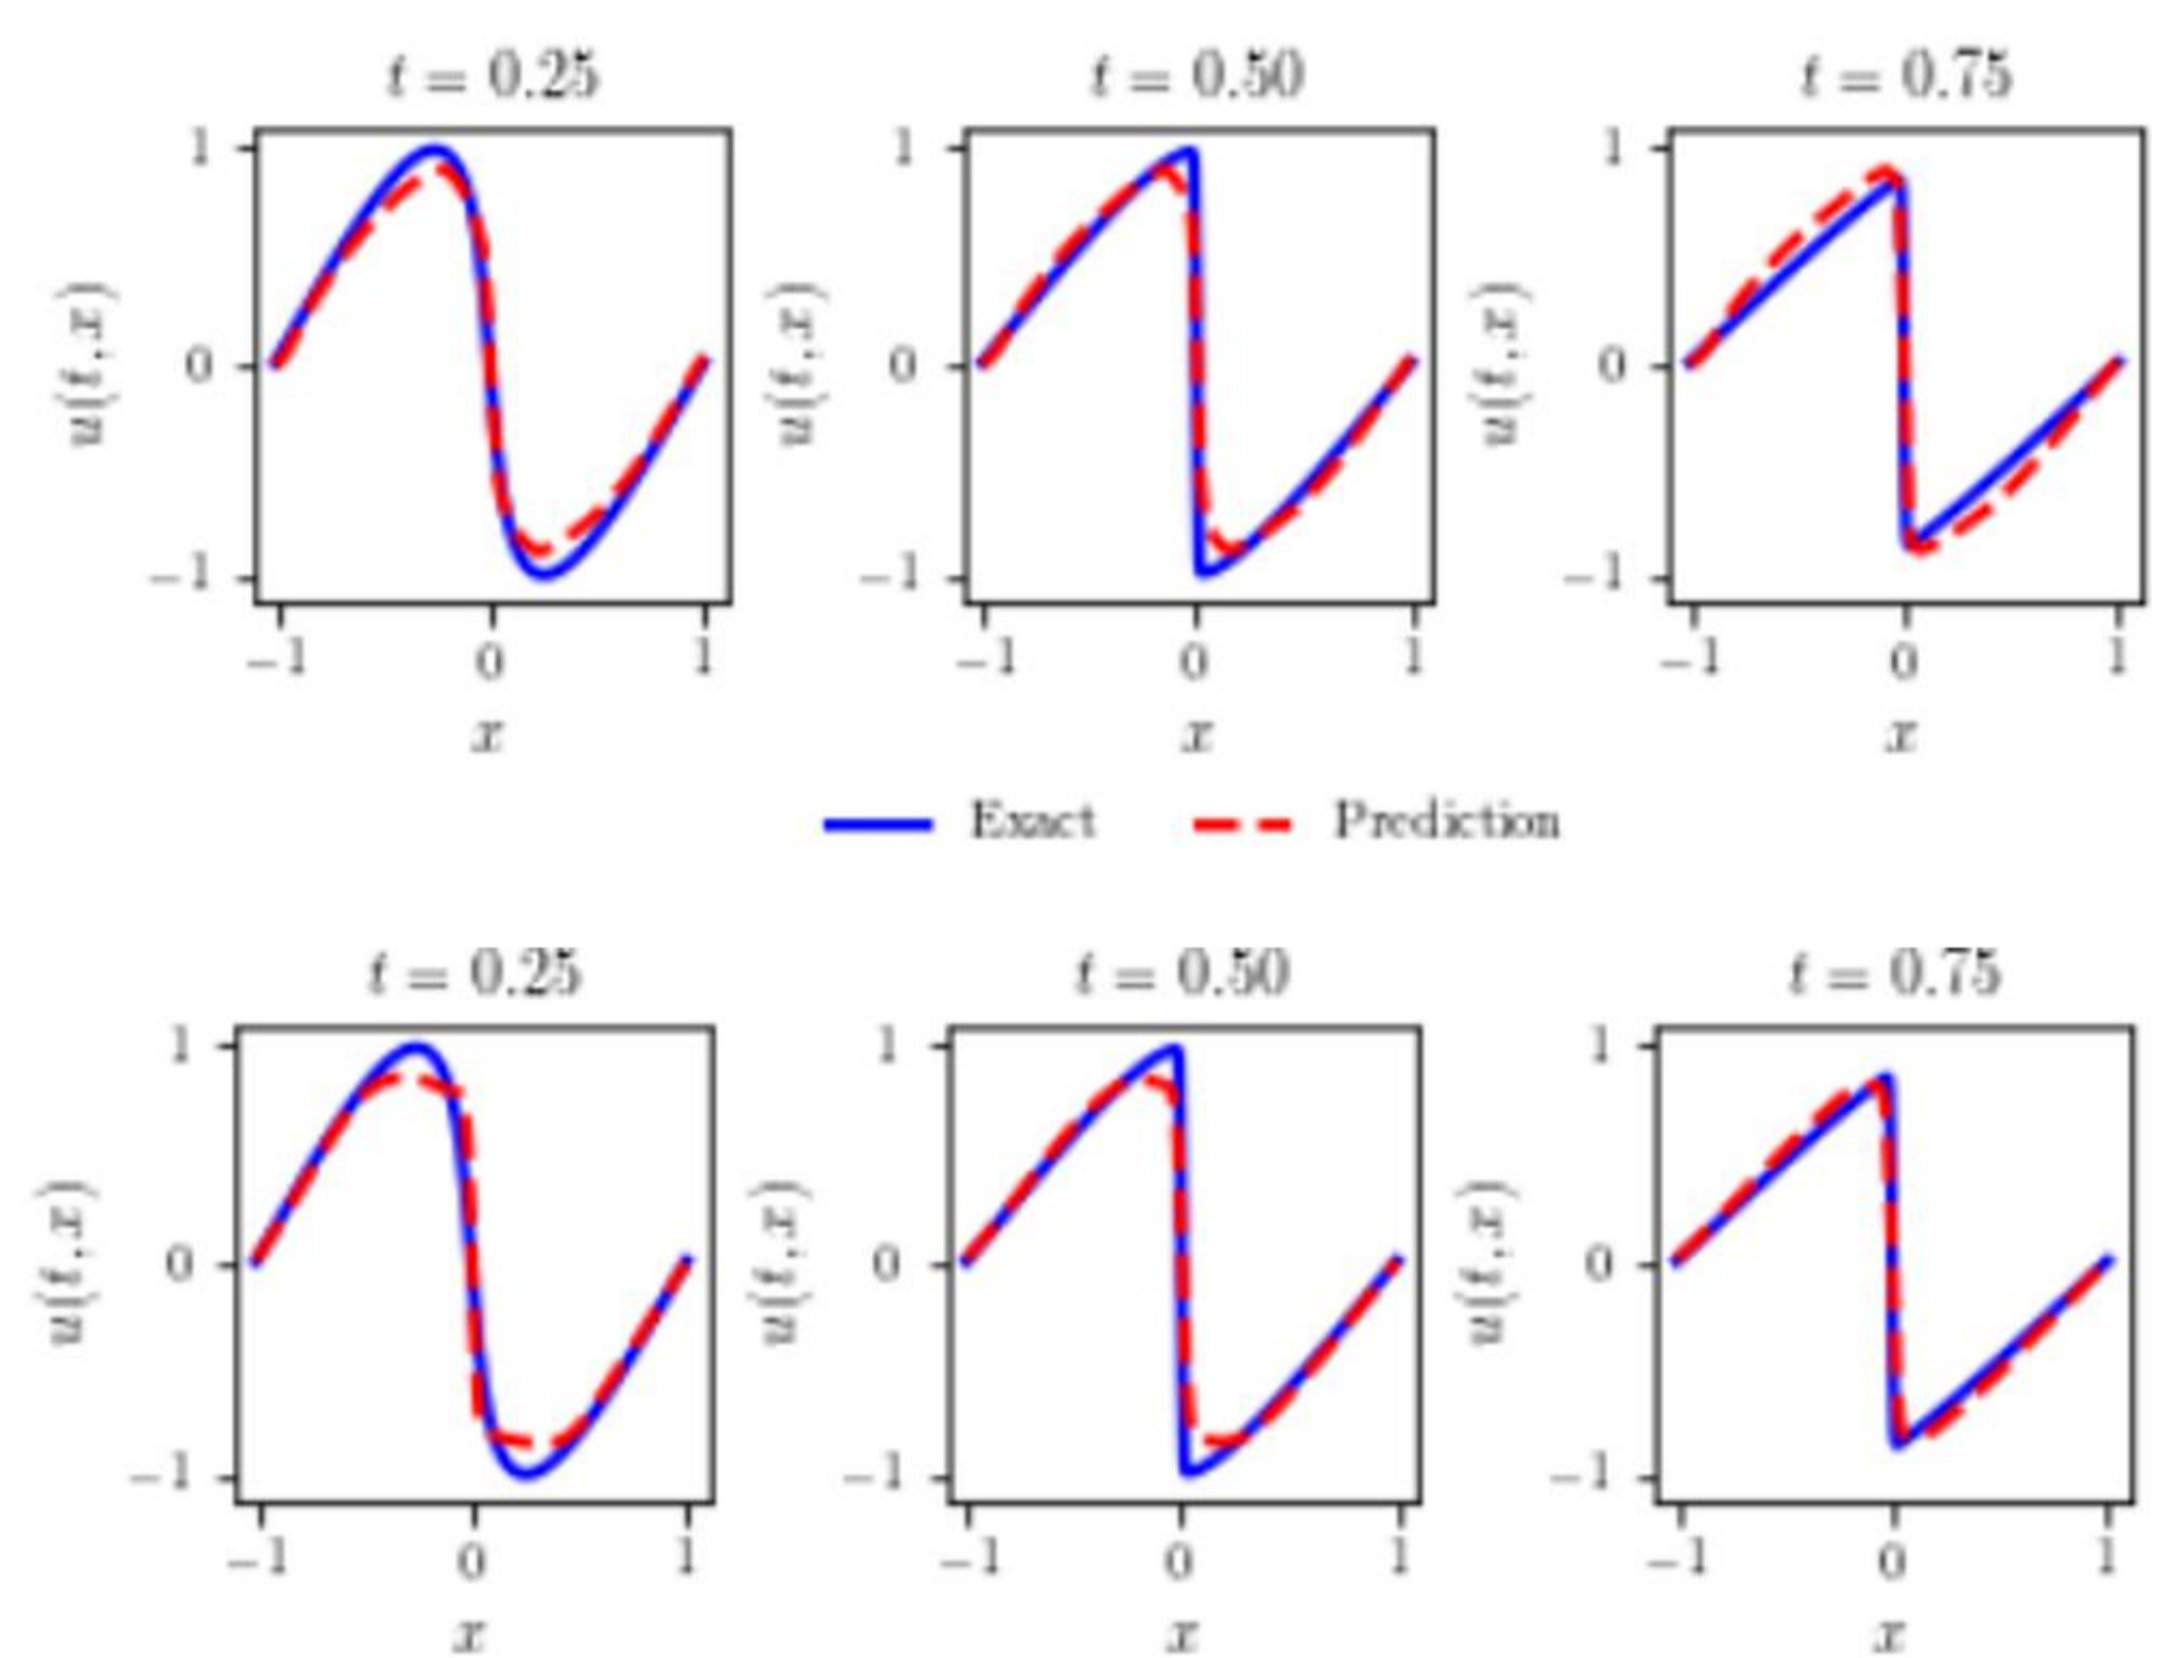 t = 0.25 t = 0.50 t = 0.75
1 1 1
u(t,x) u(t,x) u(t,x)
0 0 0
−1 −1 −1
−1 0 1 −1 0 1 −1 0 1
x x x
Exact Prediction
t = 0.25 t = 0.50 t = 0.75
1 1 1
u(t,x) u(t,x) u(t,x)
0 0 0
−1 −1 −1
−1 0 1 −1 0 1 −1 0 1
x x x